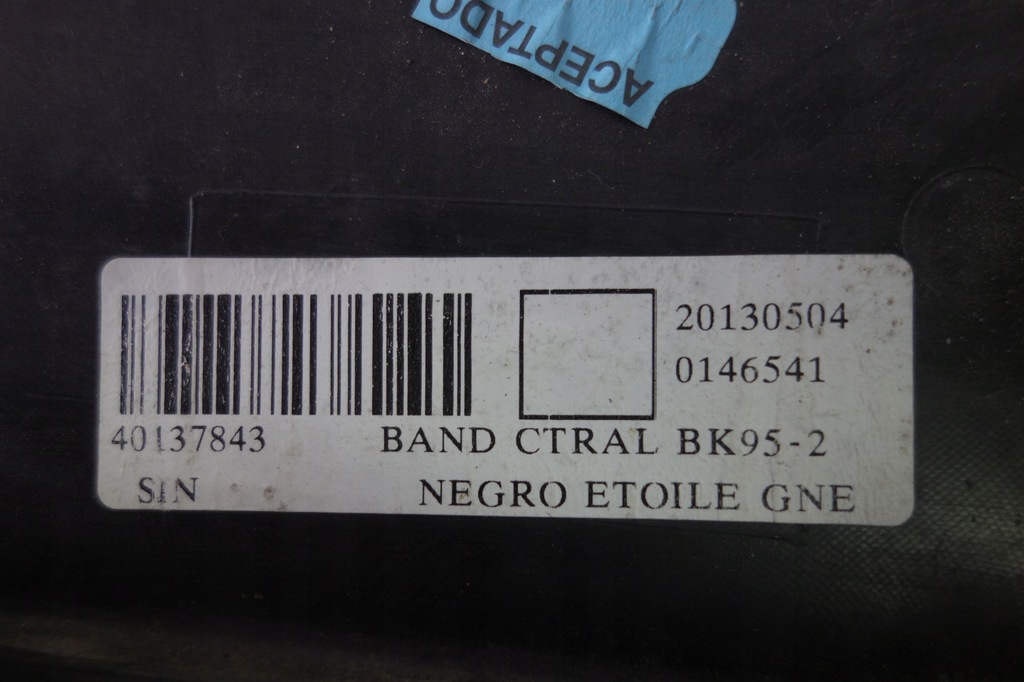 ACEPTADO
20130504
0146541
40137843
BAND CTRAL BK95-2
SIN
NEGRO ETOILE GNE